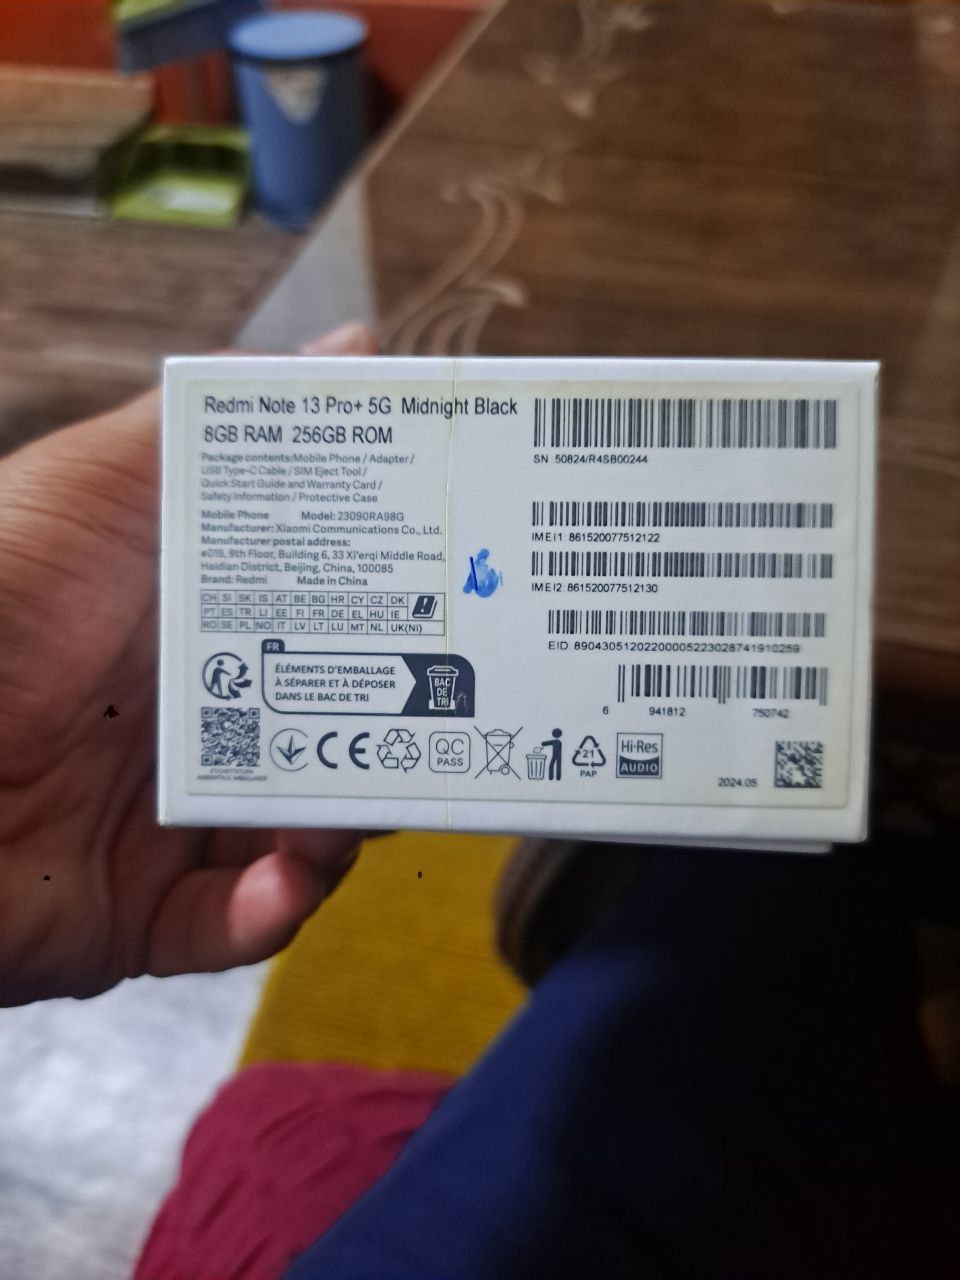 Redmi Note 13 Pro+ 5G Midnight Black
8GB RAM 256GB ROM
Package contents:Mobile Phone / Adapter /
USB Type-C Cable / SIM Eject Tool /
Quick Start Guide and Warranty Card /
Safety Information / Protective Case
Mobile Phone Model: 23090RA98G
Manufacturer: Xiaomi Communications Co., Ltd.
Manufacturer postal address:
#019, 9th Floor, Building 6, 33 Xi'erqi Middle Road,
Haidian District, Beijing, China, 100085
Brand: Redmi Made in China
CH SI SK IS AT BE BG HR CY CZ DK
PT ES TR LI EE FI FR DE EL HU IE
RO SE PL NO IT LV LT LU MT NL UK(NI)
FR
ÉLÉMENTS D'EMBALLAGE
À SÉPARER ET À DÉPOSER
DANS LE BAC DE TRI
BAC
DE
TRI
ETICHETTATURA
AMBIENTALE IMBALLAGGI
CE
QC
PASS
21
PAP
Hi-Res
AUDIO
SN: 50824/R4SB00244
IMEI1: 861520077512122
IMEI2: 861520077512130
EID: 89043051202200005223028741910259
6 941812 750742
2024.05